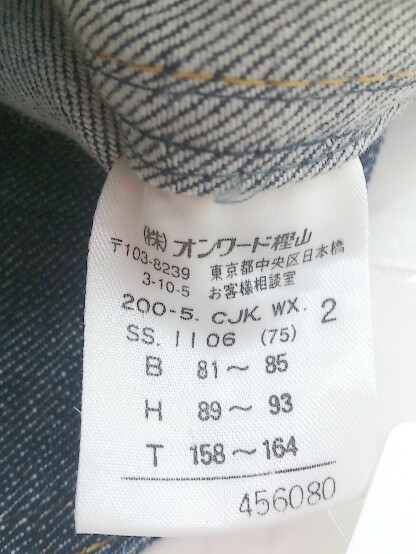 (株)オンワード樫山
〒103-8239 東京都中央区日本橋
3-10-5 お客様相談室
200-5. CJK. WX. 2
SS. 1106 (75)
B 81~85
H 89~93
T 158~164
456080